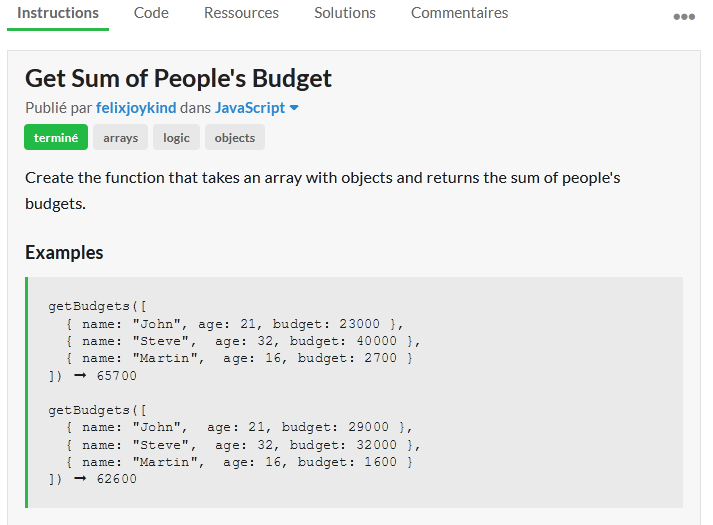 Instructions Code Ressources Solutions Commentaires
Get Sum of People's Budget
Publié par felixjoykind dans JavaScript
terminé arrays logic objects
Create the function that takes an array with objects and returns the sum of people's
budgets.
Examples
getBudgets([
  { name: "John", age: 21, budget: 23000 },
  { name: "Steve",  age: 32, budget: 40000 },
  { name: "Martin",  age: 16, budget: 2700 }
]) ➞ 65700
getBudgets([
  { name: "John",  age: 21, budget: 29000 },
  { name: "Steve",  age: 32, budget: 32000 },
  { name: "Martin",  age: 16, budget: 1600 }
]) ➞ 62600